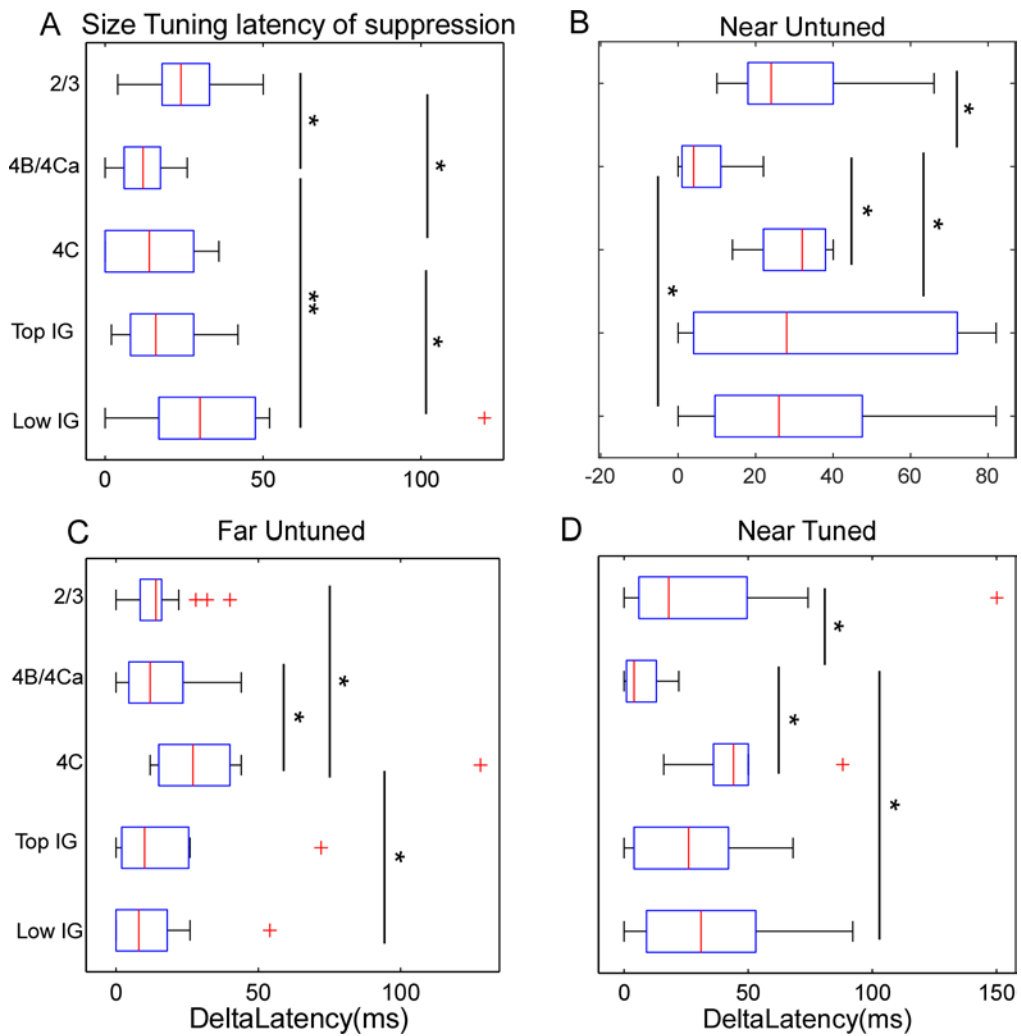 A Size Tuning latency of suppression
2/3
4B/4Ca
4C
Top IG
Low IG
* * ** *
0 50 100
B Near Untuned
* * * *
-20 0 20 40 60 80
C Far Untuned
2/3
4B/4Ca
4C
Top IG
Low IG
* * *
0 50 100
DeltaLatency(ms)
D Near Tuned
* * *
0 50 100 150
DeltaLatency(ms)